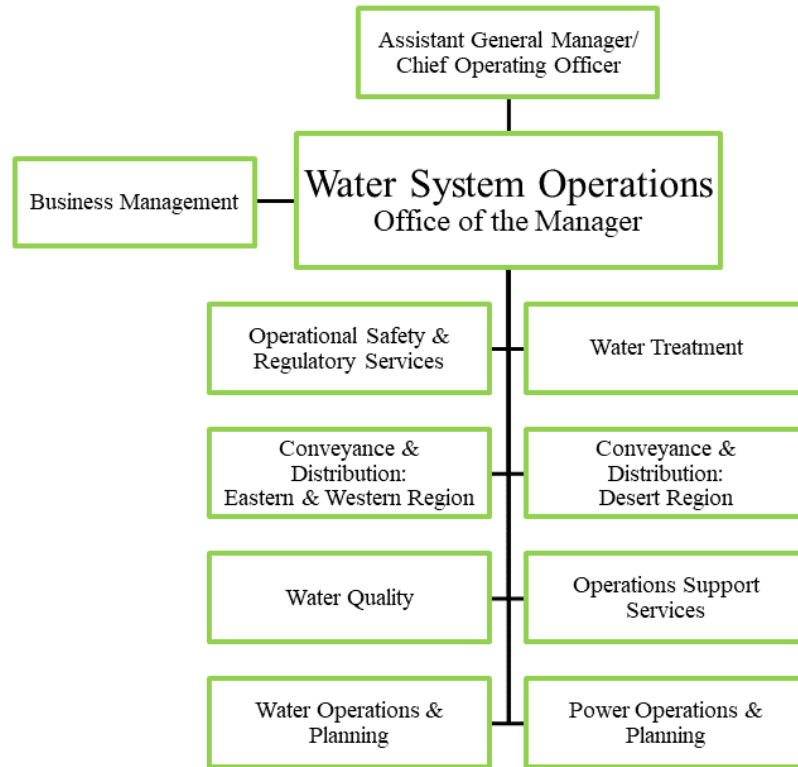 Assistant General Manager/
Chief Operating Officer
Water System Operations
Office of the Manager
Business Management
Operational Safety &
Regulatory Services
Water Treatment
Conveyance &
Distribution:
Eastern & Western Region
Conveyance &
Distribution:
Desert Region
Water Quality
Operations Support
Services
Water Operations &
Planning
Power Operations &
Planning